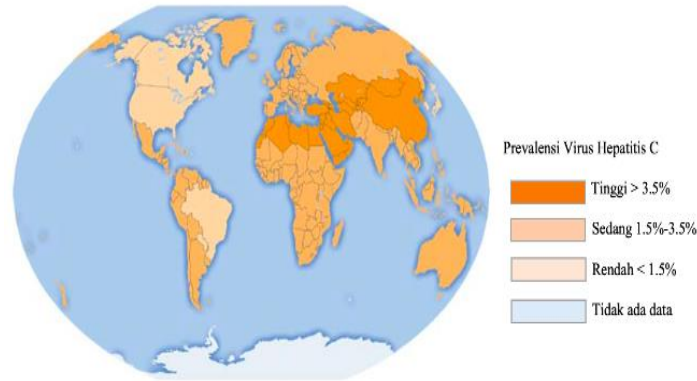 Prevalensi Virus Hepatitis C
Tinggi > 3.5%
Sedang 1.5%-3.5%
Rendah < 1.5%
Tidak ada data